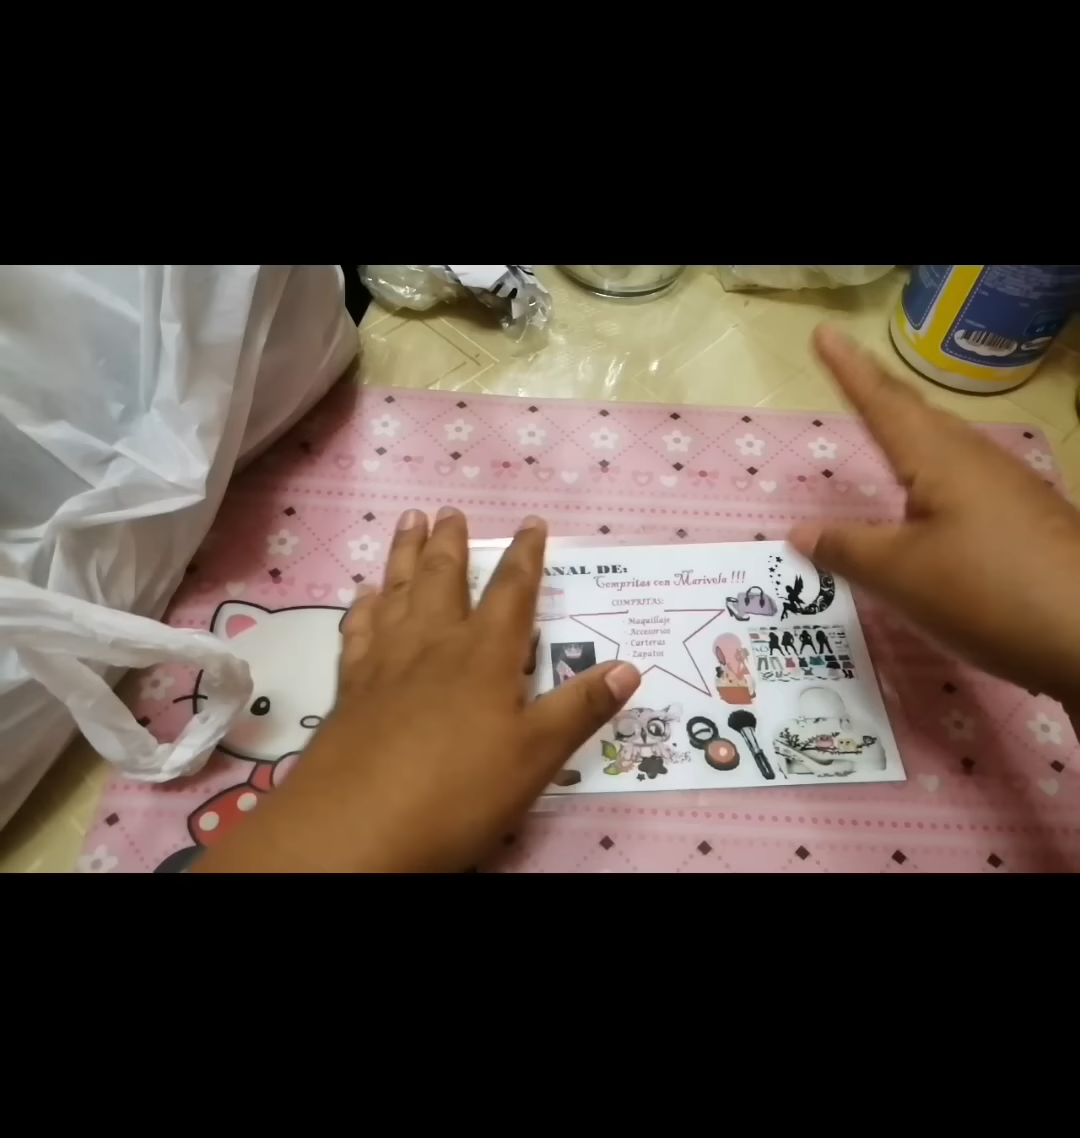 ANAL DE:
Compritas con Marivela !!!
COMPRITAS:
- Maquillaje
- Accesorios
- Carteras
- Zapatos